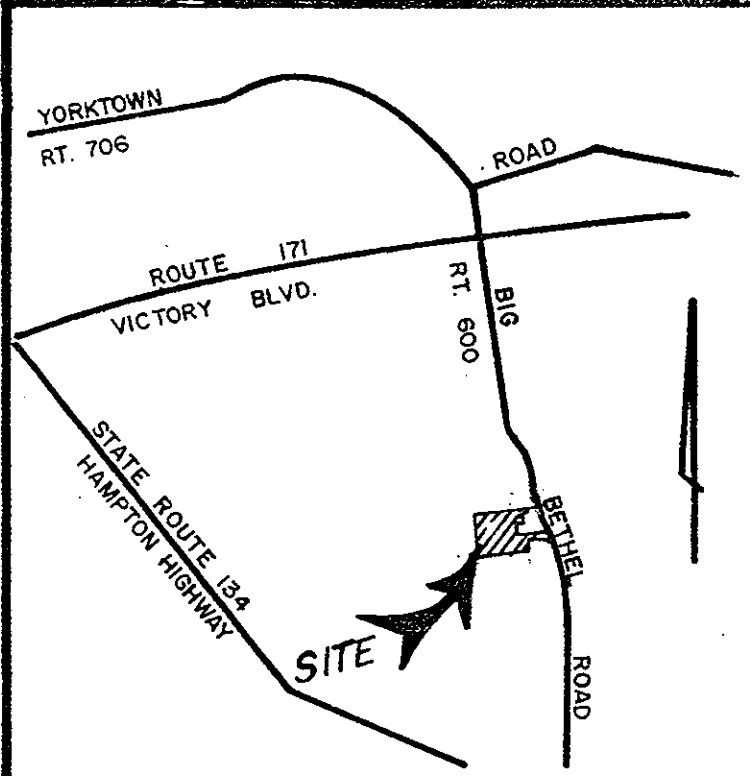 YORKTOWN
ROAD
RT. 706
ROUTE 171
VICTORY BLVD.
RT. 600
BIG
BETHEL
ROAD
STATE ROUTE 134
HAMPTON HIGHWAY
SITE